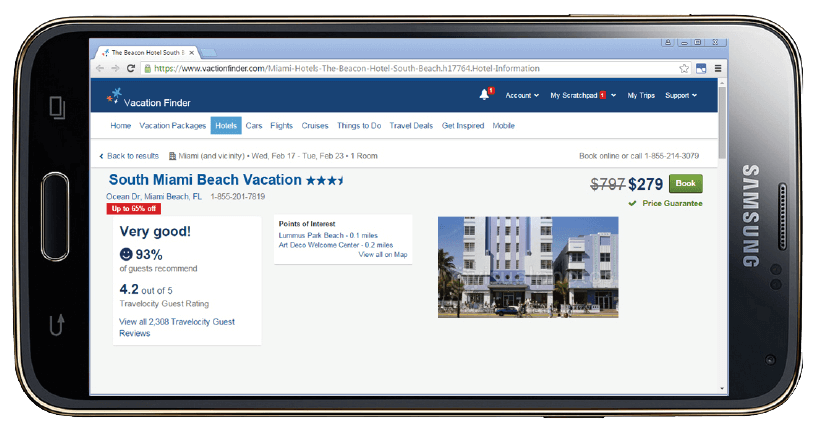 The Beacon Hotel South B
https://www.vactionfinder.com/Miami-Hotels-The-Beacon-Hotel-South-Beach.h17764.Hotel-Information
Vacation Finder
1 Account My Scratchpad 1 My Trips Support
Home Vacation Packages Hotels Cars Flights Cruises Things to Do Travel Deals Get Inspired Mobile
Back to results Miami (and vicinity) • Wed, Feb 17 - Tue, Feb 23 • 1 Room Book online or call 1-855-214-3079
South Miami Beach Vacation $797 $279 Book
Ocean Dr, Miami Beach, FL 1-855-201-7819 Price Guarantee
Up to 65% off
Very good!
93%
of guests recommend
4.2 out of 5
Travelocity Guest Rating
View all 2,308 Travelocity Guest
Reviews
Points of Interest
Lummus Park Beach - 0.1 miles
Art Deco Welcome Center - 0.2 miles
View all on Map
SAMSUNG